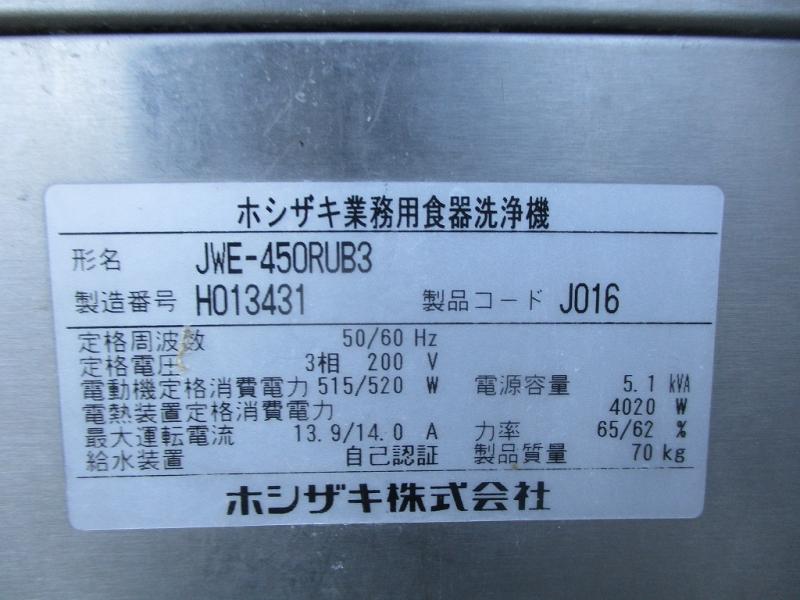 ホシザキ業務用食器洗浄機
形名 JWE-450RUB3
製造番号 H013431 製品コード J016
定格周波数 50/60 Hz
定格電圧 3相 200 V
電動機定格消費電力 515/520 W 電源容量 5.1 kVA
電熱装置定格消費電力 4020 W
最大運転電流 13.9/14.0 A 力率 65/62 %
給水装置 自己認証 製品質量 70 kg
ホシザキ株式会社